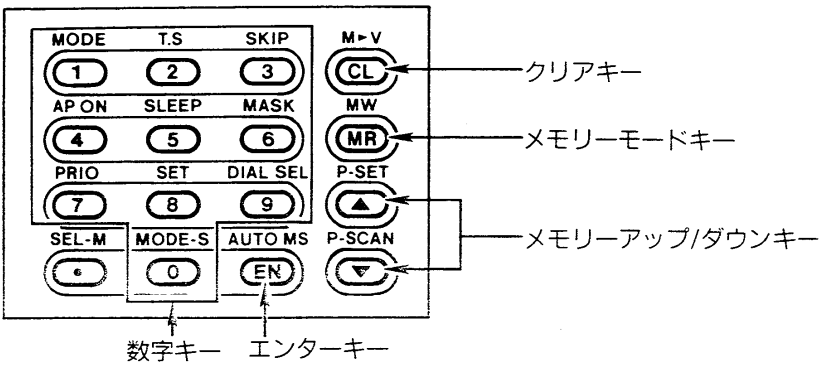 MODE T.S SKIP M►V
1 2 3 CL クリアキー
AP ON SLEEP MASK MW
4 5 6 MR メモリーモードキー
PRIO SET DIAL SEL P-SET
7 8 9 ▲
SEL-M MODE-S AUTO MS P-SCAN メモリーアップ/ダウンキー
• 0 EN ▼
数字キー エンターキー